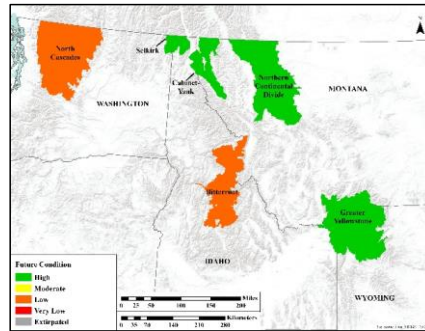 North
Cascades
Selkirk
Cabinet-
Yaak
Northern
Continental
Divide
MONTANA
WASHINGTON
Bitterroot
Greater
Yellowstone
IDAHO
WYOMING
Future Condition
High
Moderate
Low
Very Low
Extirpated
Miles
0 25 50 100 150 200
Kilometers
0 35 70 140 210 280